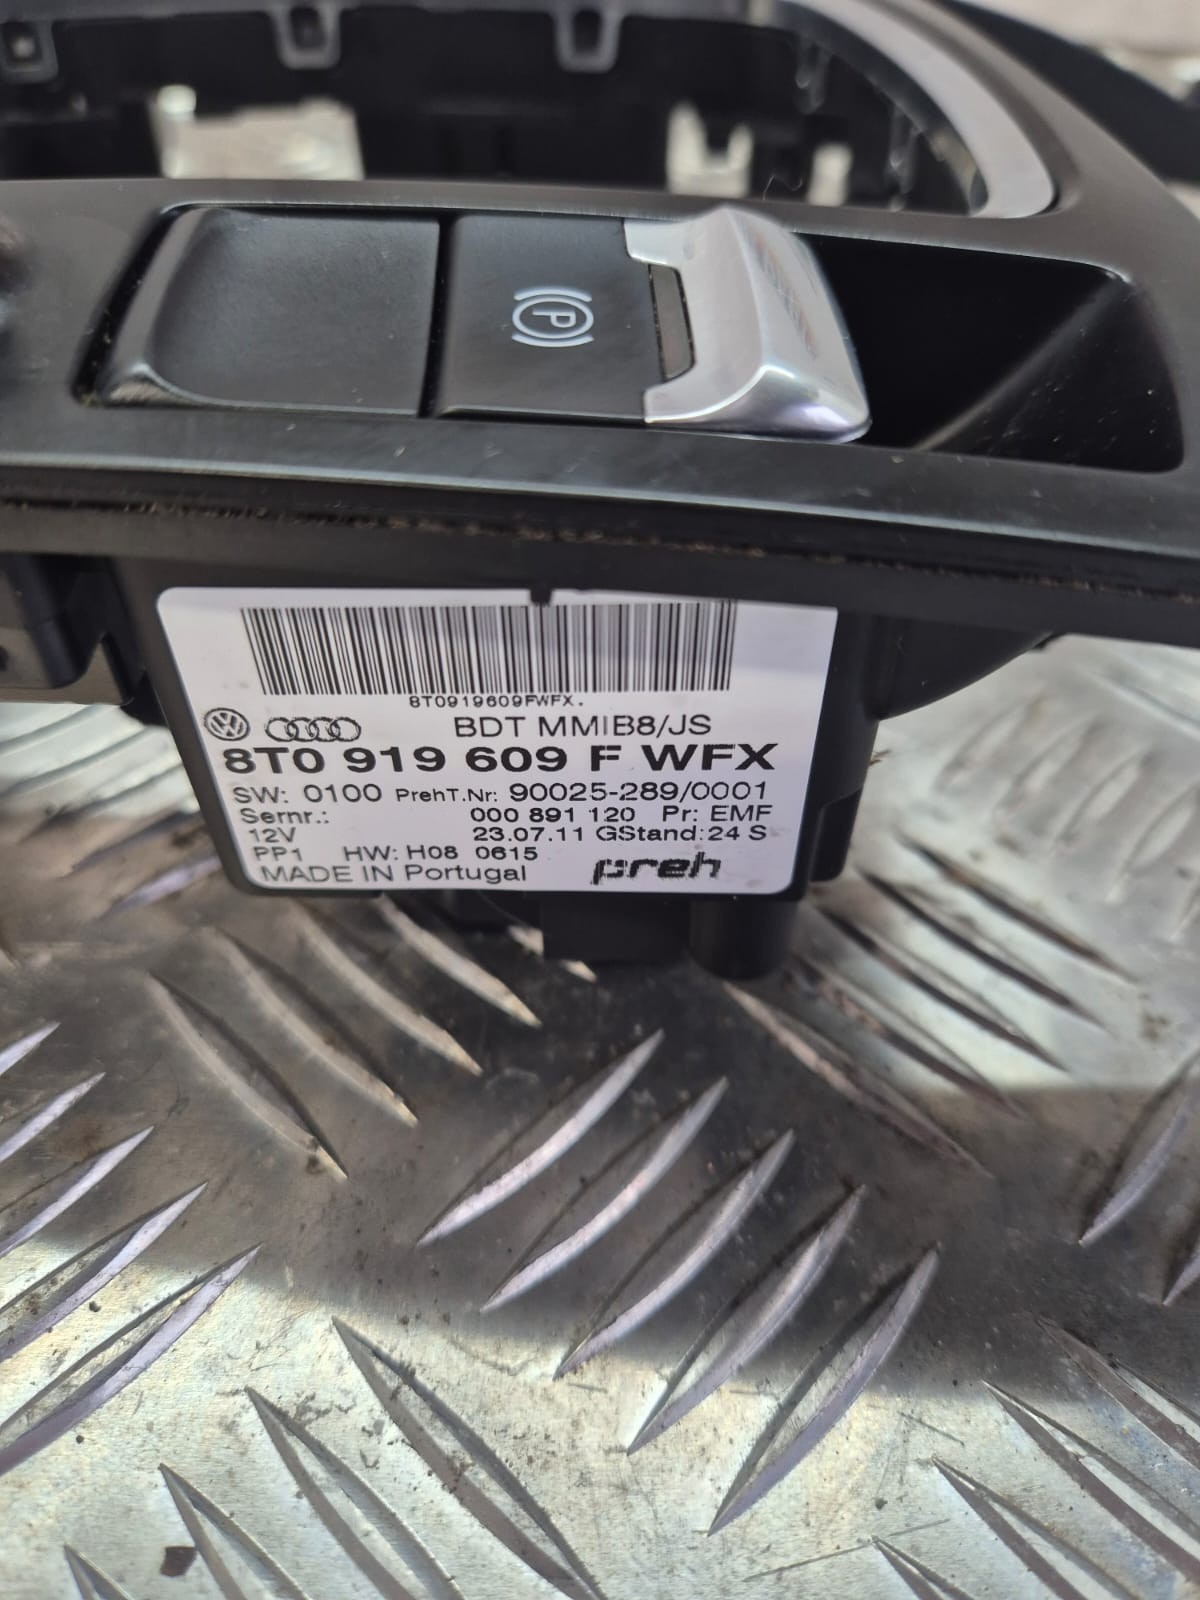 P
8T0919609FWFX.
BDT MMIB8/JS
8T0 919 609 F WFX
SW: 0100 PrehT.Nr: 90025-289/0001
Sernr.: 000 891 120 Pr: EMF
12V 23.07.11 GStand: 24 S
PP1 HW: H08 0615
MADE IN Portugal preh